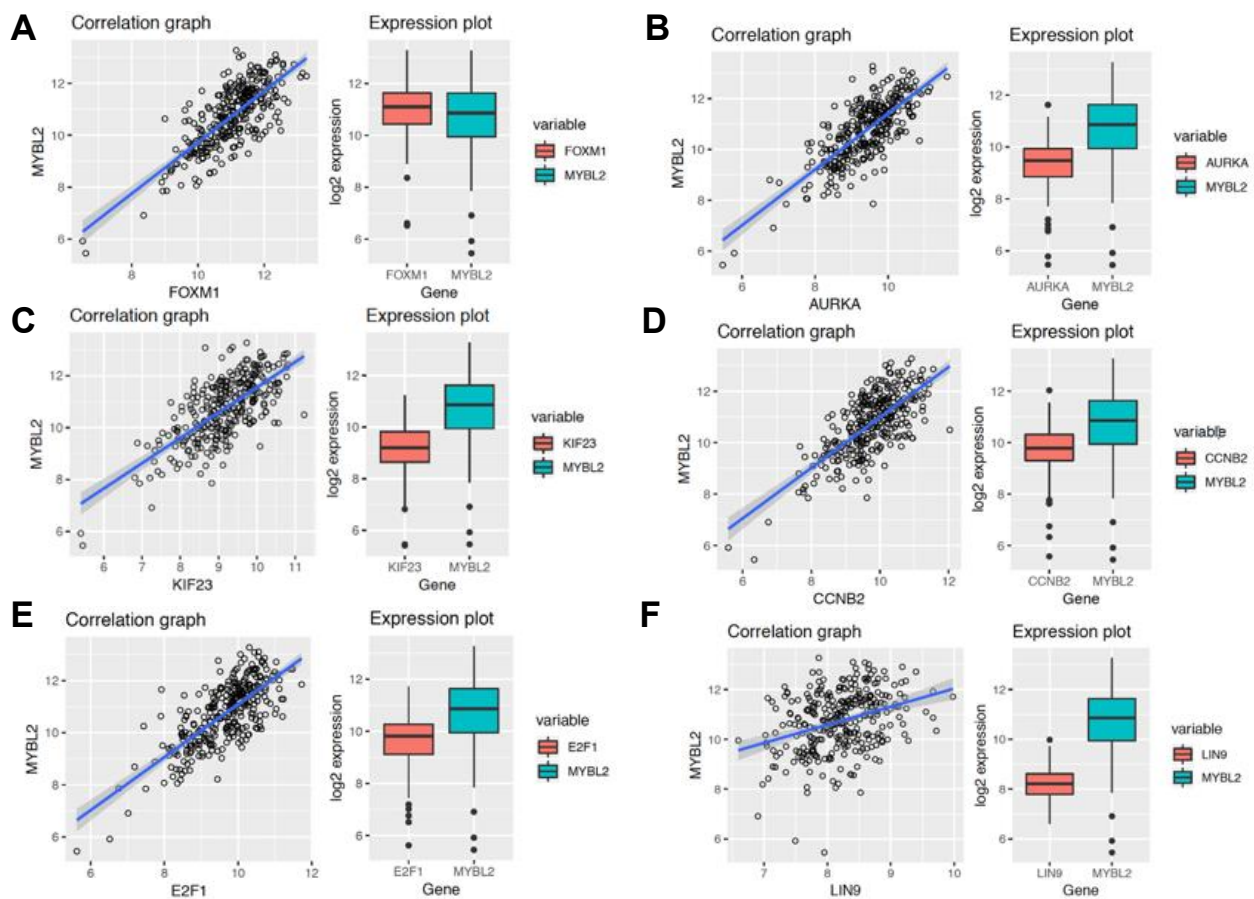 A
Correlation graph
Expression plot
MYBL2
12
10
8
6
8
10
12
FOXM1
log2 expression
12
10
8
6
FOXM1
MYBL2
Gene
variable
FOXM1
MYBL2
B
Correlation graph
Expression plot
MYBL2
12
10
8
6
6
8
10
AURKA
log2 expression
12
10
8
6
AURKA
MYBL2
Gene
variable
AURKA
MYBL2
C
Correlation graph
Expression plot
MYBL2
12
10
8
6
6
7
8
9
10
11
KIF23
log2 expression
12
10
8
6
KIF23
MYBL2
Gene
variable
KIF23
MYBL2
D
Correlation graph
Expression plot
MYBL2
12
10
8
6
6
8
10
12
CCNB2
log2 expression
12
10
8
6
CCNB2
MYBL2
Gene
variable
CCNB2
MYBL2
E
Correlation graph
Expression plot
MYBL2
12
10
8
6
6
8
10
12
E2F1
log2 expression
12
10
8
6
E2F1
MYBL2
Gene
variable
E2F1
MYBL2
F
Correlation graph
Expression plot
MYBL2
12
10
8
6
7
8
9
10
LIN9
log2 expression
12
10
8
6
LIN9
MYBL2
Gene
variable
LIN9
MYBL2